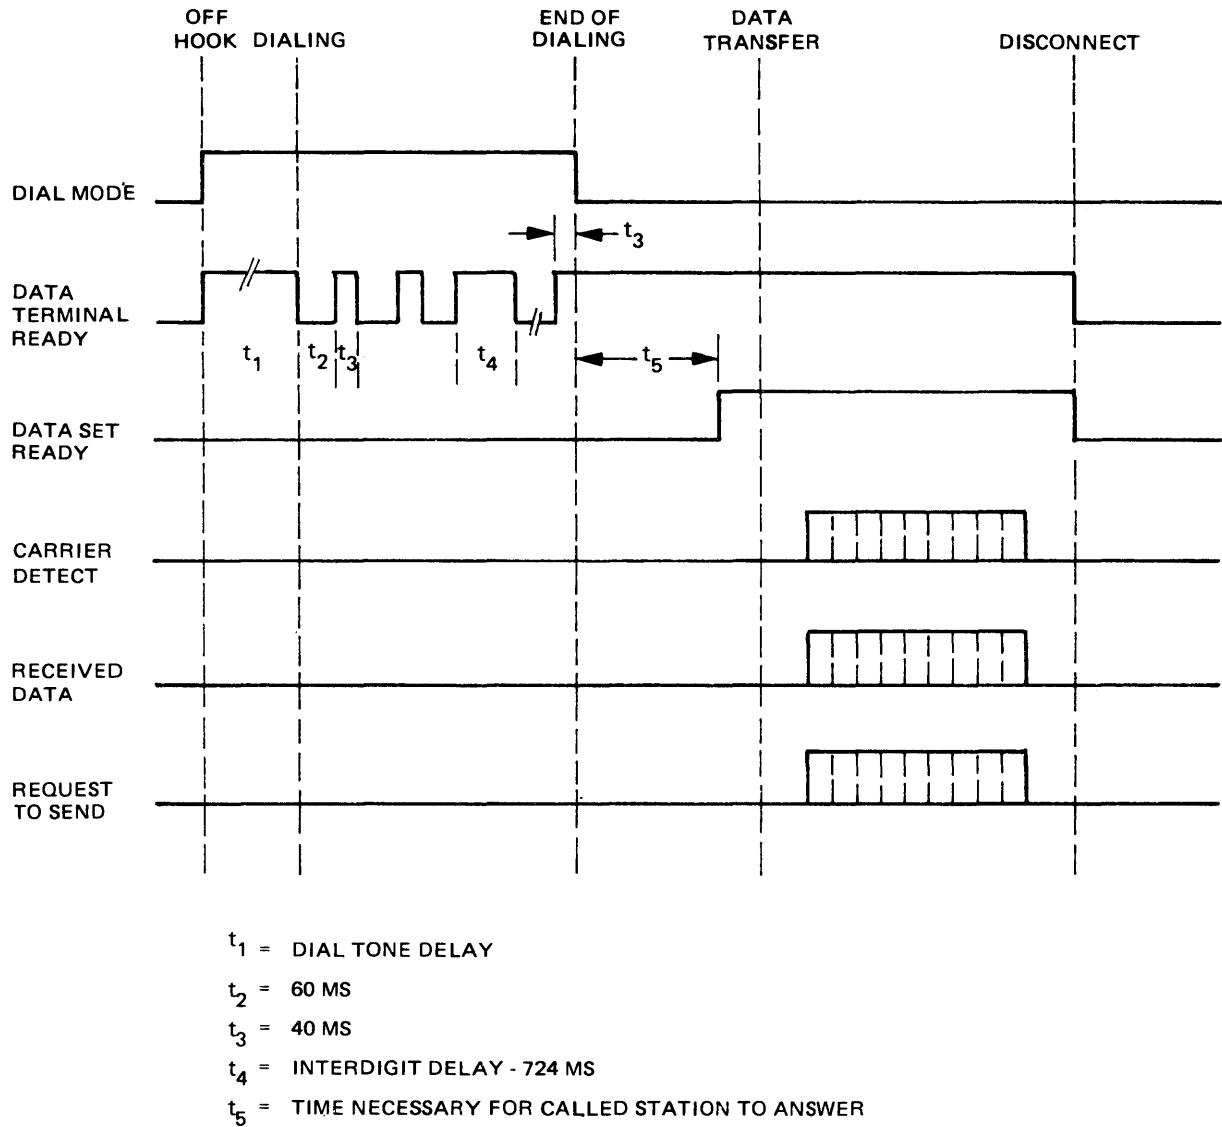 OFF
HOOK
DIALING
END OF
DIALING
DATA
TRANSFER
DISCONNECT
DIAL MODE
t3
DATA
TERMINAL
READY
t1
t2
t3
t4
t5
DATA SET
READY
CARRIER
DETECT
RECEIVED
DATA
REQUEST
TO SEND
t1 = DIAL TONE DELAY
t2 = 60 MS
t3 = 40 MS
t4 = INTERDIGIT DELAY - 724 MS
t5 = TIME NECESSARY FOR CALLED STATION TO ANSWER